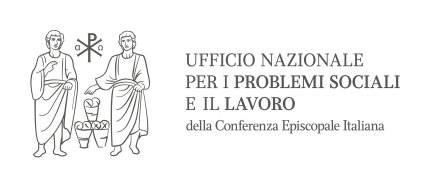 α ω
UFFICIO NAZIONALE
PER I PROBLEMI SOCIALI
E IL LAVORO
della Conferenza Episcopale Italiana